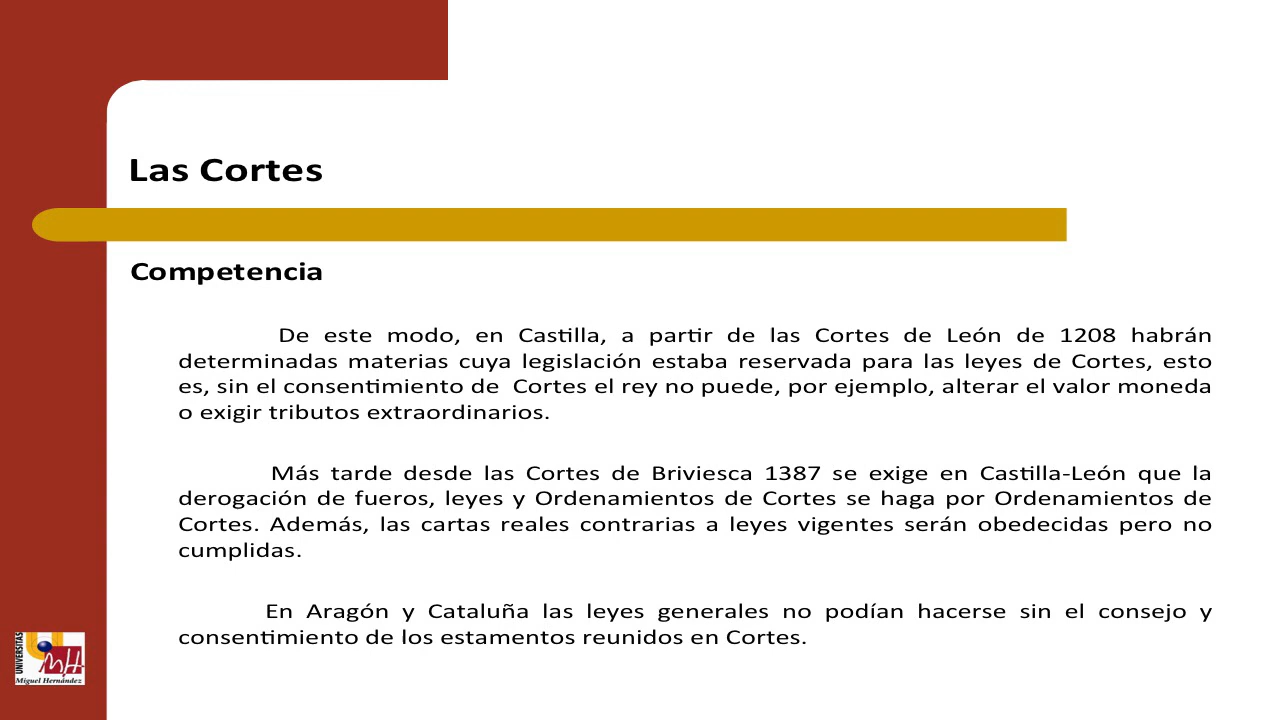 Las Cortes
Competencia
De este modo, en Castilla, a partir de las Cortes de León de 1208 habrán
determinadas materias cuya legislación estaba reservada para las leyes de Cortes, esto
es, sin el consentimiento de Cortes el rey no puede, por ejemplo, alterar el valor moneda
o exigir tributos extraordinarios.
Más tarde desde las Cortes de Briviesca 1387 se exige en Castilla-León que la
derogación de fueros, leyes y Ordenamientos de Cortes se haga por Ordenamientos de
Cortes. Además, las cartas reales contrarias a leyes vigentes serán obedecidas pero no
cumplidas.
En Aragón y Cataluña las leyes generales no podían hacerse sin el consejo y
consentimiento de los estamentos reunidos en Cortes.
UNIVERSITAS
MH
Miguel Hernández